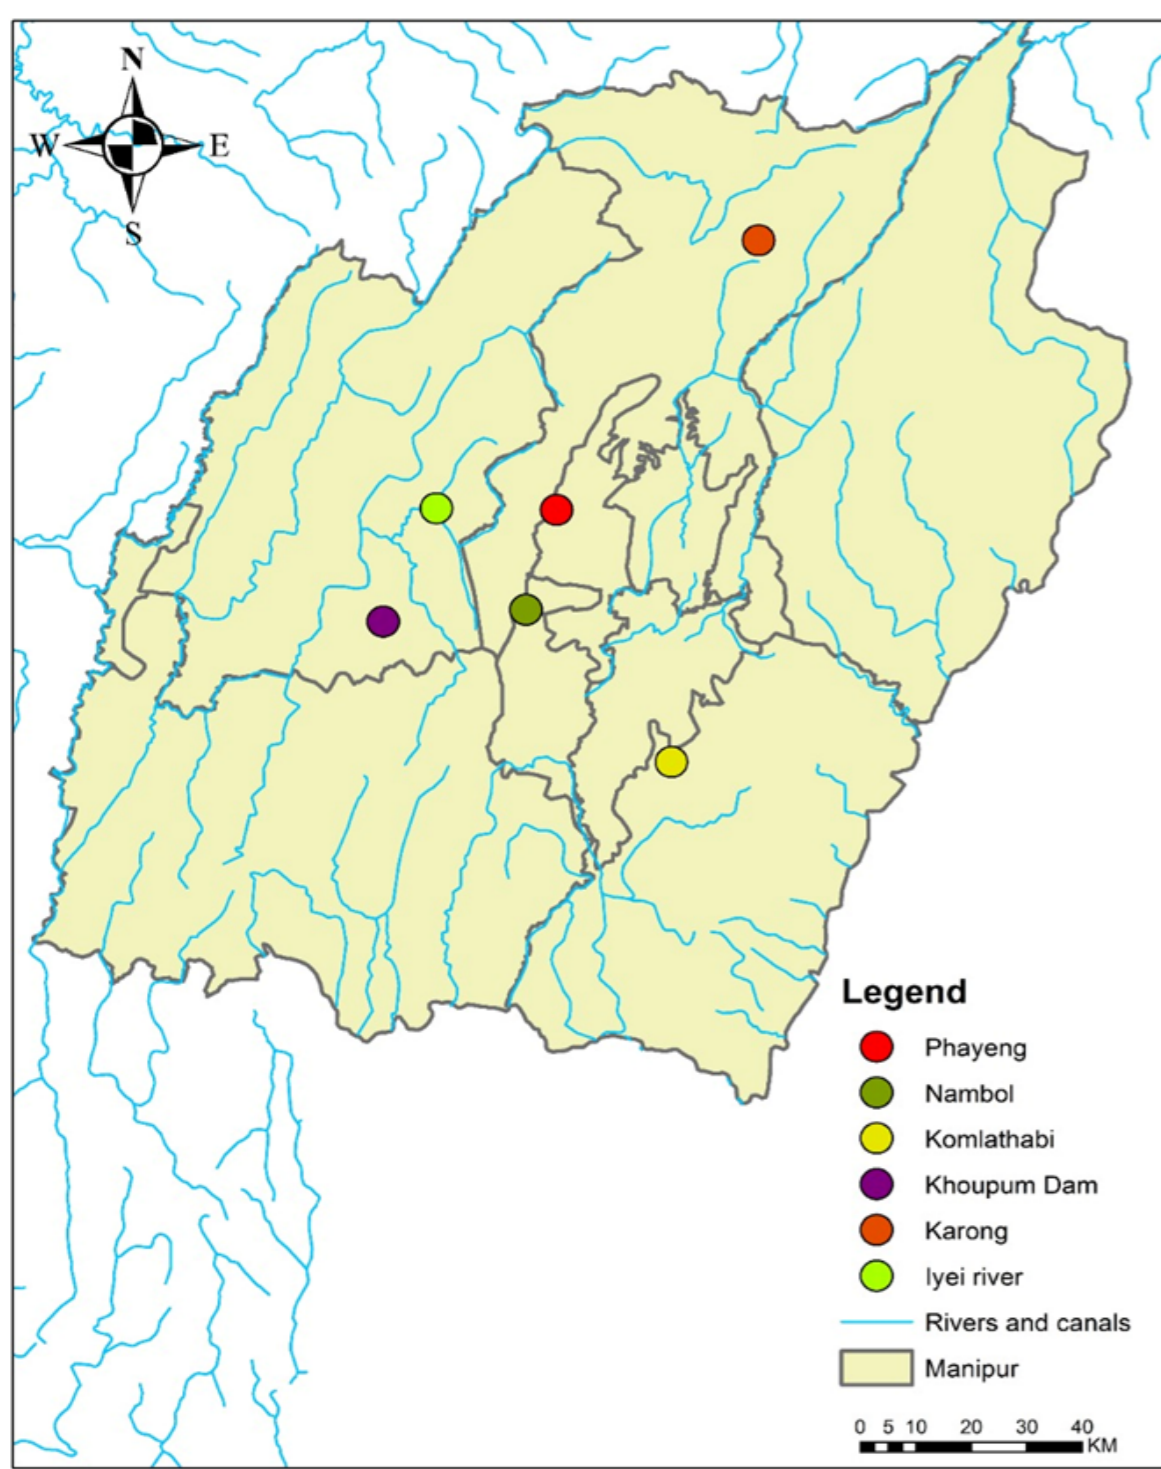 N
W E
S
Legend
Phayeng
Nambol
Komlathabi
Khoupum Dam
Karong
Iyei river
Rivers and canals
Manipur
0 5 10 20 30 40
KM